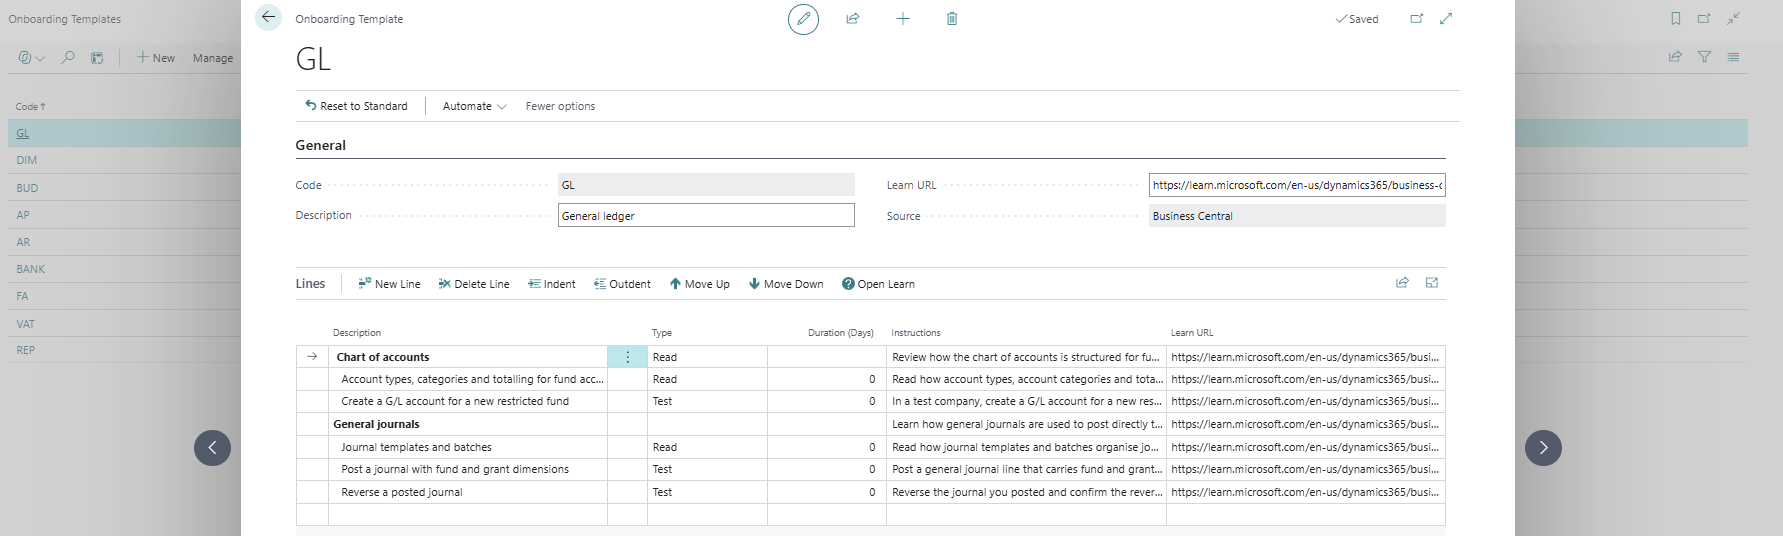 Onboarding Templates
New
Manage
Code ↑
GL
DIM
BUD
AP
AR
BANK
FA
VAT
REP
Onboarding Template
Saved
GL
Reset to Standard
Automate
Fewer options
General
Code
GL
Learn URL
https://learn.microsoft.com/en-us/dynamics365/business-c
Description
General ledger
Source
Business Central
Lines
New Line
Delete Line
Indent
Outdent
Move Up
Move Down
Open Learn
Description Type Duration (Days) Instructions Learn URL
Chart of accounts Read Review how the chart of accounts is structured for fu... https://learn.microsoft.com/en-us/dynamics365/busi...
Account types, categories and totalling for fund acc... Read 0 Read how account types, account categories and tota... https://learn.microsoft.com/en-us/dynamics365/busi...
Create a G/L account for a new restricted fund Test 0 In a test company, create a G/L account for a new res... https://learn.microsoft.com/en-us/dynamics365/busi...
General journals Learn how general journals are used to post directly t... https://learn.microsoft.com/en-us/dynamics365/busi...
Journal templates and batches Read 0 Read how journal templates and batches organise jo... https://learn.microsoft.com/en-us/dynamics365/busi...
Post a journal with fund and grant dimensions Test 0 Post a general journal line that carries fund and grant... https://learn.microsoft.com/en-us/dynamics365/busi...
Reverse a posted journal Test 0 Reverse the journal you posted and confirm the rever... https://learn.microsoft.com/en-us/dynamics365/busi...